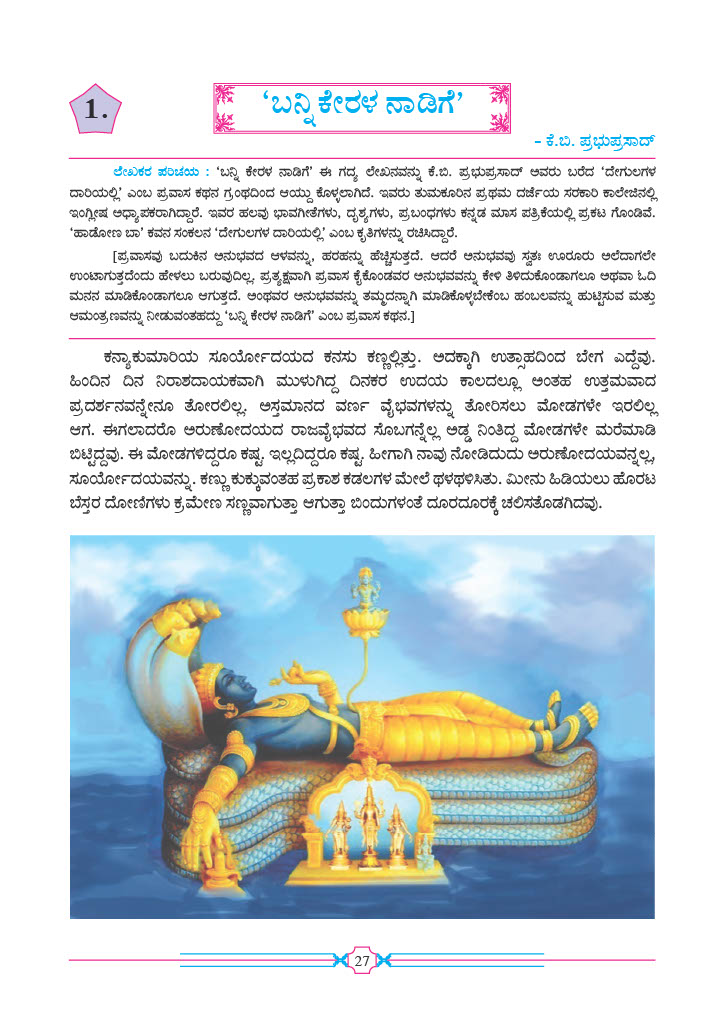 1.
‘ಬನ್ನಿ ಕೇರಳ ನಾಡಿಗೆ’
– ಕೆ.ಬಿ. ಪ್ರಭುಪ್ರಸಾದ್
ಲೇಖಕರ ಪರಿಚಯ : ‘ಬನ್ನಿ ಕೇರಳ ನಾಡಿಗೆ’ ಈ ಗದ್ಯ ಲೇಖನವನ್ನು ಕೆ.ಬಿ. ಪ್ರಭುಪ್ರಸಾದ್ ಅವರು ಬರೆದ ‘ದೇಗುಲಗಳ
ದಾರಿಯಲ್ಲಿ’ ಎಂಬ ಪ್ರವಾಸ ಕಥನ ಗ್ರಂಥದಿಂದ ಆಯ್ದು ಕೊಳ್ಳಲಾಗಿದೆ. ಇವರು ತುಮಕೂರಿನ ಪ್ರಥಮ ದರ್ಜೆಯ ಸರಕಾರಿ ಕಾಲೇಜಿನಲ್ಲಿ
ಇಂಗ್ಲೀಷ ಅಧ್ಯಾಪಕರಾಗಿದ್ದಾರೆ. ಇವರ ಹಲವು ಭಾವಗೀತೆಗಳು, ದೃಶ್ಯಗಳು, ಪ್ರಬಂಧಗಳು ಕನ್ನಡ ಮಾಸ ಪತ್ರಿಕೆಯಲ್ಲಿ ಪ್ರಕಟ ಗೊಂಡಿವೆ.
‘ಹಾಡೋಣ ಬಾ’ ಕವನ ಸಂಕಲನ ‘ದೇಗುಲಗಳ ದಾರಿಯಲ್ಲಿ’ ಎಂಬ ಕೃತಿಗಳನ್ನು ರಚಿಸಿದ್ದಾರೆ.
[ಪ್ರವಾಸವು ಬದುಕಿನ ಅನುಭವದ ಆಳವನ್ನು, ಹರಹನ್ನು ಹೆಚ್ಚಿಸುತ್ತದೆ. ಆದರೆ ಅನುಭವವು ಸ್ವತಃ ಊರೂರು ಅಲೆದಾಗಲೇ
ಉಂಟಾಗುತ್ತದೆಂದು ಹೇಳಲು ಬರುವುದಿಲ್ಲ. ಪ್ರತ್ಯಕ್ಷವಾಗಿ ಪ್ರವಾಸ ಕೈಕೊಂಡವರ ಅನುಭವವನ್ನು ಕೇಳಿ ತಿಳಿದುಕೊಂಡಾಗಲೂ ಅಥವಾ ಓದಿ
ಮನನ ಮಾಡಿಕೊಂಡಾಗಲೂ ಆಗುತ್ತದೆ. ಅಂಥವರ ಅನುಭವವನ್ನು ತಮ್ಮದನ್ನಾಗಿ ಮಾಡಿಕೊಳ್ಳಬೇಕೆಂಬ ಹಂಬಲವನ್ನು ಹುಟ್ಟಿಸುವ ಮತ್ತು
ಆಮಂತ್ರಣವನ್ನು ನೀಡುವಂತಹದ್ದು ‘ಬನ್ನಿ ಕೇರಳ ನಾಡಿಗೆ’ ಎಂಬ ಪ್ರವಾಸ ಕಥನ.]
ಕನ್ಯಾಕುಮಾರಿಯ ಸೂರ್ಯೋದಯದ ಕನಸು ಕಣ್ಣಲ್ಲಿತ್ತು. ಅದಕ್ಕಾಗಿ ಉತ್ಸಾಹದಿಂದ ಬೇಗ ಎದ್ದೆವು.
ಹಿಂದಿನ ದಿನ ನಿರಾಶದಾಯಕವಾಗಿ ಮುಳುಗಿದ್ದ ದಿನಕರ ಉದಯ ಕಾಲದಲ್ಲೂ ಅಂತಹ ಉತ್ತಮವಾದ
ಪ್ರದರ್ಶನವನ್ನೇನೂ ತೋರಲಿಲ್ಲ. ಅಸ್ತಮಾನದ ವರ್ಣ ವೈಭವಗಳನ್ನು ತೋರಿಸಲು ಮೋಡಗಳೇ ಇರಲಿಲ್ಲ
ಆಗ. ಈಗಲಾದರೊ ಅರುಣೋದಯದ ರಾಜವೈಭವದ ಸೊಬಗನ್ನೆಲ್ಲ ಅಡ್ಡ ನಿಂತಿದ್ದ ಮೋಡಗಳೇ ಮರೆಮಾಡಿ
ಬಿಟ್ಟಿದ್ದವು. ಈ ಮೋಡಗಳಿದ್ದರೂ ಕಷ್ಟ. ಇಲ್ಲದಿದ್ದರೂ ಕಷ್ಟ. ಹೀಗಾಗಿ ನಾವು ನೋಡಿದುದು ಅರುಣೋದಯವನ್ನಲ್ಲ,
ಸೂರ್ಯೋದಯವನ್ನು. ಕಣ್ಣು ಕುಕ್ಕುವಂತಹ ಪ್ರಕಾಶ ಕಡಲಗಳ ಮೇಲೆ ಥಳಥಳಿಸಿತು. ಮೀನು ಹಿಡಿಯಲು ಹೊರಟ
ಬೆಸ್ತರ ದೋಣಿಗಳು ಕ್ರಮೇಣ ಸಣ್ಣವಾಗುತ್ತಾ ಆಗುತ್ತಾ ಬಿಂದುಗಳಂತೆ ದೂರದೂರಕ್ಕೆ ಚಲಿಸತೊಡಗಿದವು.
27